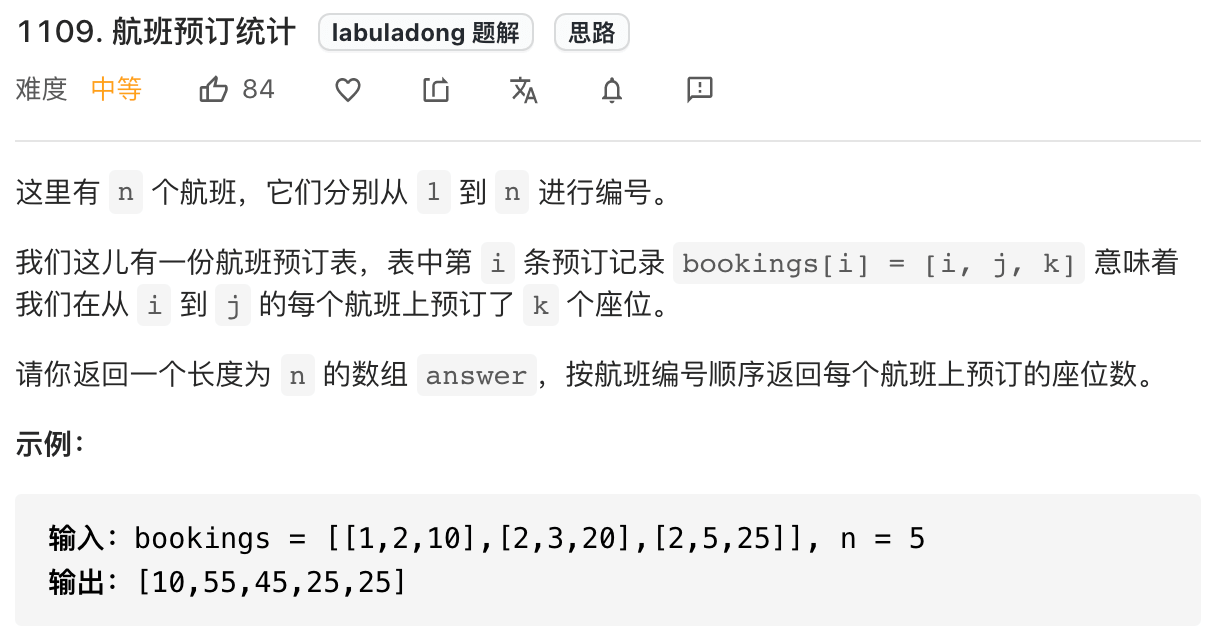 1109. 航班预订统计 labuladong 题解 思路
难度 中等 84
这里有 n 个航班，它们分别从 1 到 n 进行编号。
我们这儿有一份航班预订表，表中第 i 条预订记录 bookings[i] = [i, j, k] 意味着
我们在从 i 到 j 的每个航班上预订了 k 个座位。
请你返回一个长度为 n 的数组 answer，按航班编号顺序返回每个航班上预订的座位数。
示例：
输入：bookings = [[1,2,10],[2,3,20],[2,5,25]], n = 5
输出：[10,55,45,25,25]